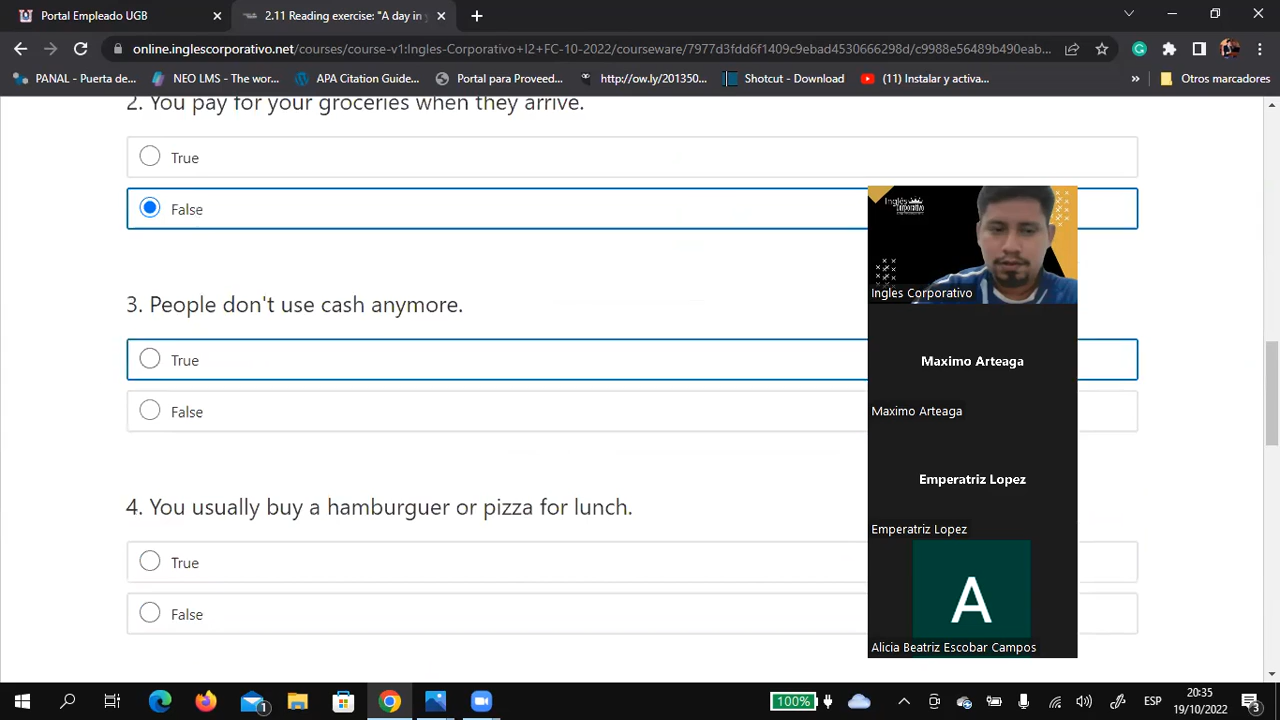 Portal Empleado UGB
2.11 Reading exercise: "A day in
online.inglescorporativo.net/courses/course-v1:Ingles-Corporativo+I2+FC-10-2022/courseware/7977d3fdd6f1409c9ebad4530666298d/c9988e56489b490eab...
PANAL - Puerta de...
NEO LMS - The wor...
APA Citation Guide...
Portal para Proveed...
http://ow.ly/201350...
Shotcut - Download
(11) Instalar y activa...
»
Otros marcadores
2. You pay for your groceries when they arrive.
True
False
3. People don't use cash anymore.
True
False
4. You usually buy a hamburguer or pizza for lunch.
True
False
Inglés
CORPORATIVO
Ingles Corporativo
Maximo Arteaga
Maximo Arteaga
Emperatriz Lopez
Emperatriz Lopez
A
Alicia Beatriz Escobar Campos
1
100%
ESP
20:35
19/10/2022
3